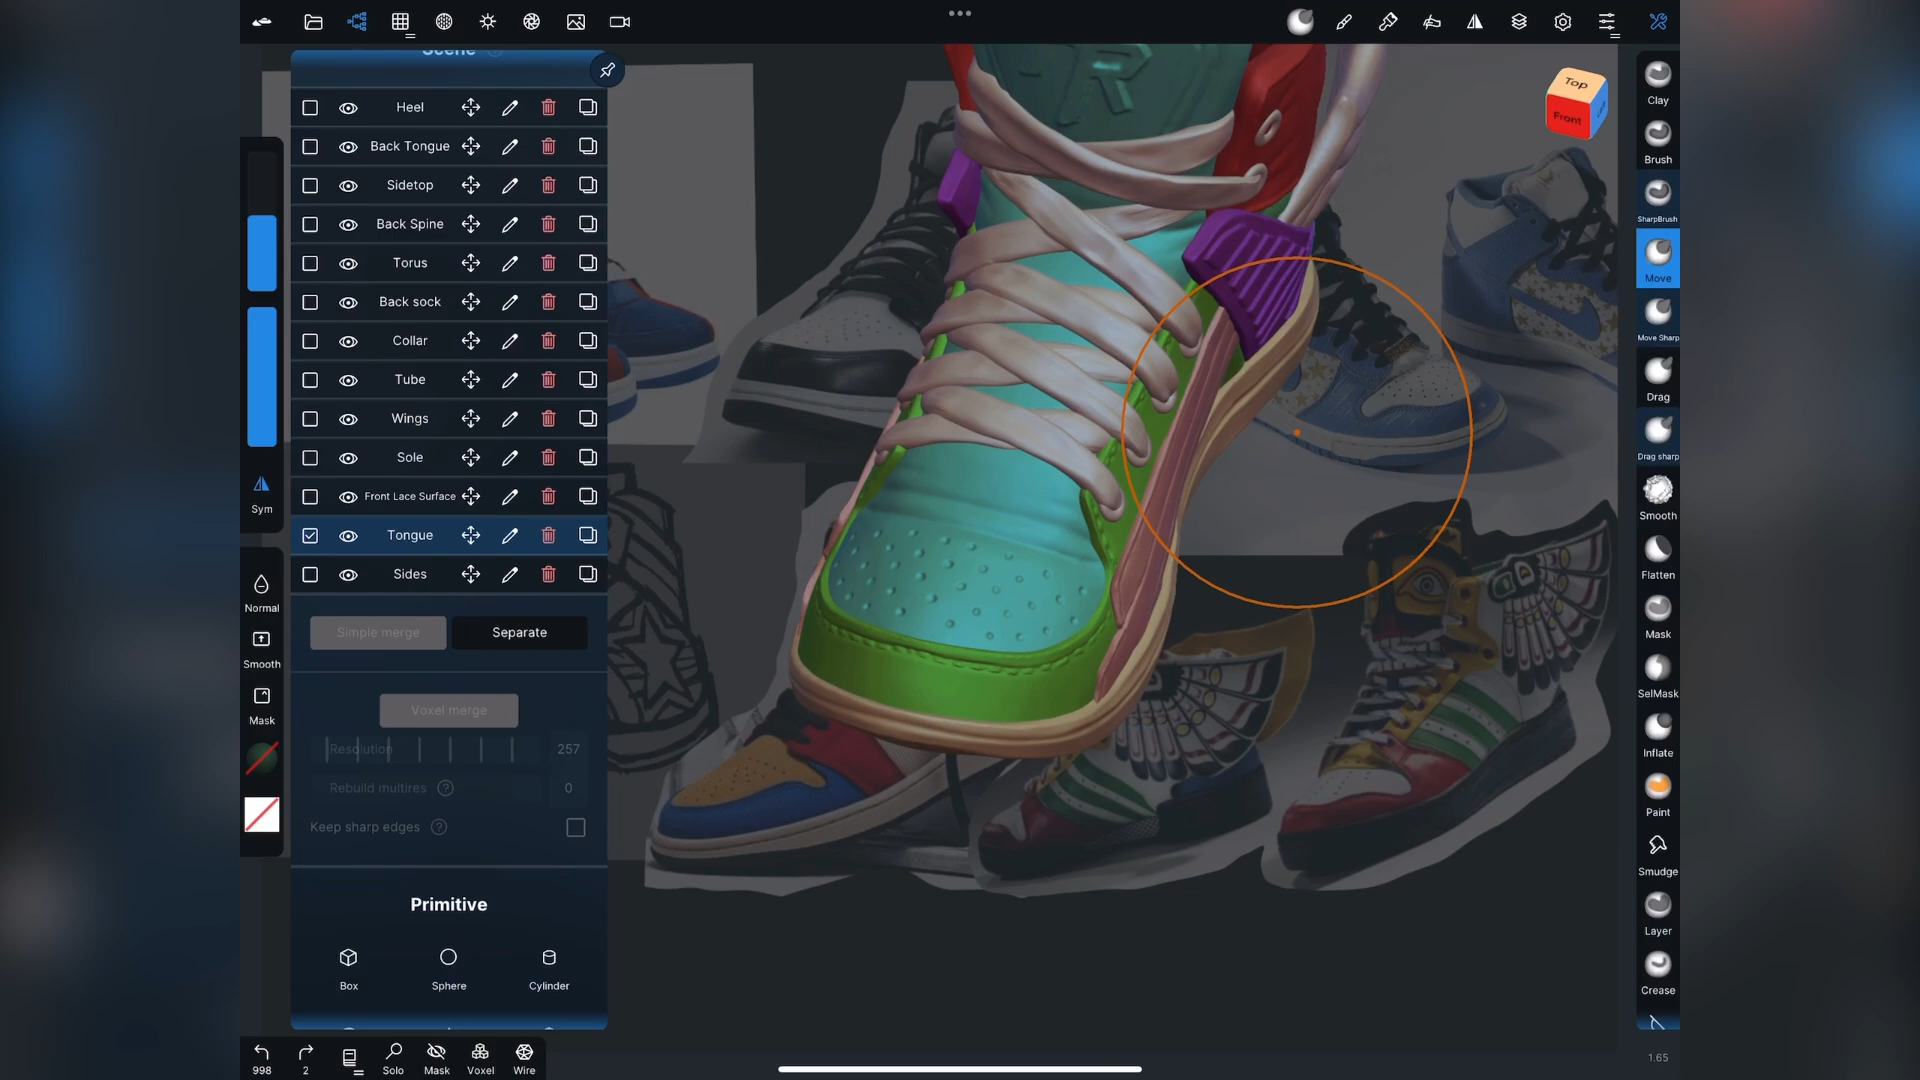 Scene
Heel
Back Tongue
Sidetop
Back Spine
Torus
Back sock
Collar
Tube
Wings
Sole
Front Lace Surface
Tongue
Sides
Simple merge
Separate
Voxel merge
Resolution 257
Rebuild multires ? 0
Keep sharp edges ?
Primitive
Box
Sphere
Cylinder
Sym
Normal
Smooth
Mask
998
2
Solo
Mask
Voxel
Wire
R
Top
Front
Clay
Brush
SharpBrush
Move
Move Sharp
Drag
Drag sharp
Smooth
Flatten
Mask
SelMask
Inflate
Paint
Smudge
Layer
Crease
1.65